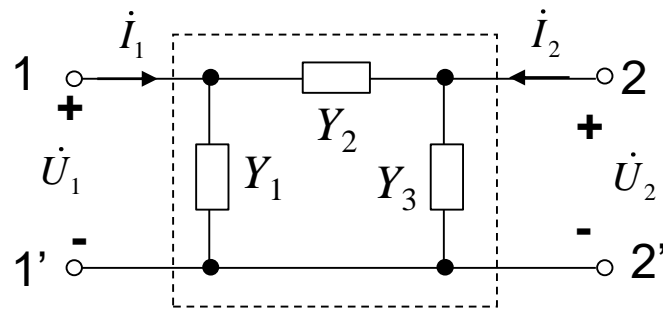 İ₁ İ₂
1 2
+ Y₂ +
U̇₁ Y₁ Y₃ U̇₂
- -
1' 2'